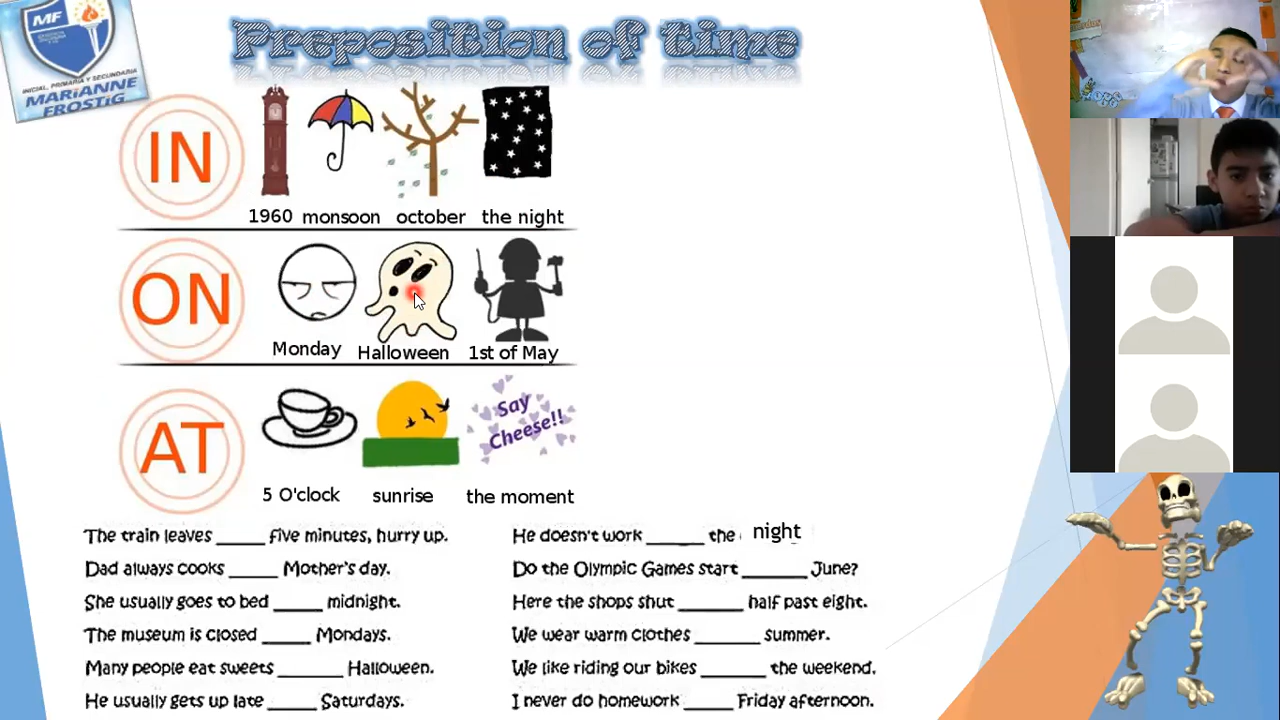 MF
INICIAL, PRIMARIA Y SECUNDARIA
MARIANNE
FROSTIG
Preposition of time
IN
1960 monsoon october the night
ON
Monday Halloween 1st of May
AT
Say
Cheese!!
5 O'clock sunrise the moment
The train leaves _____ five minutes, hurry up.
Dad always cooks _____ Mother's day.
She usually goes to bed _____ midnight.
The museum is closed _____ Mondays.
Many people eat sweets _______ Halloween.
He usually gets up late _____ Saturdays.
He doesn't work ______ the night
Do the Olympic Games start _______ June?
Here the shops shut _______ half past eight.
We wear warm clothes _______ summer.
We like riding our bikes _______ the weekend.
I never do homework _____ Friday afternoon.